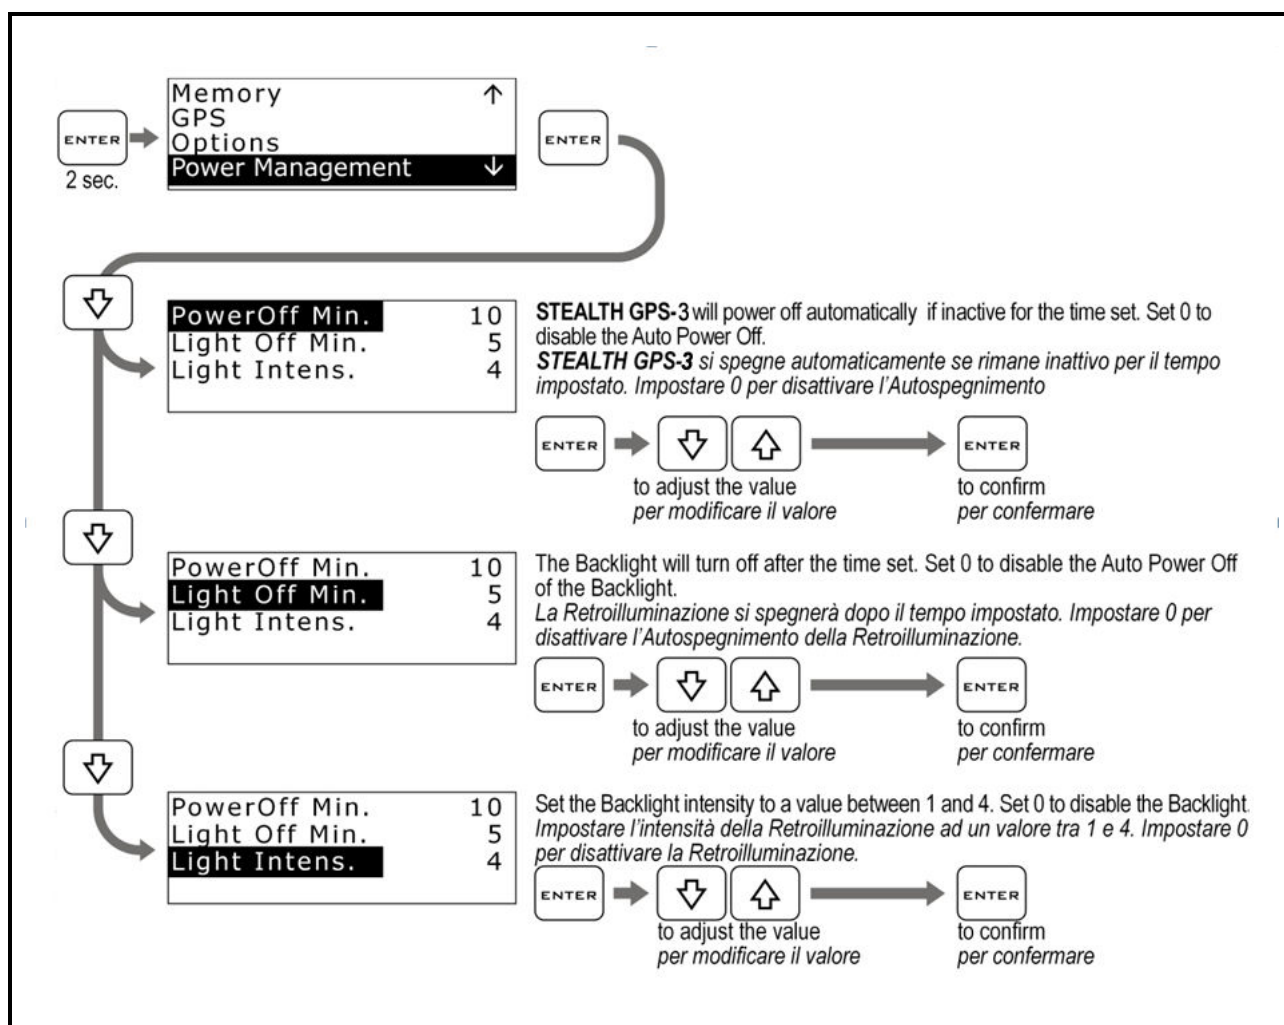 Memory ↑
GPS
Options
Power Management ↓
ENTER
2 sec.
ENTER
PowerOff Min. 10
Light Off Min. 5
Light Intens. 4
STEALTH GPS-3 will power off automatically if inactive for the time set. Set 0 to
disable the Auto Power Off.
STEALTH GPS-3 si spegne automaticamente se rimane inattivo per il tempo
impostato. Impostare 0 per disattivare l'Autospegnimento
ENTER
ENTER
to adjust the value
per modificare il valore
to confirm
per confermare
PowerOff Min. 10
Light Off Min. 5
Light Intens. 4
The Backlight will turn off after the time set. Set 0 to disable the Auto Power Off
of the Backlight.
La Retroilluminazione si spegnerà dopo il tempo impostato. Impostare 0 per
disattivare l'Autospegnimento della Retroilluminazione.
ENTER
ENTER
to adjust the value
per modificare il valore
to confirm
per confermare
PowerOff Min. 10
Light Off Min. 5
Light Intens. 4
Set the Backlight intensity to a value between 1 and 4. Set 0 to disable the Backlight.
Impostare l'intensità della Retroilluminazione ad un valore tra 1 e 4. Impostare 0
per disattivare la Retroilluminazione.
ENTER
ENTER
to adjust the value
per modificare il valore
to confirm
per confermare